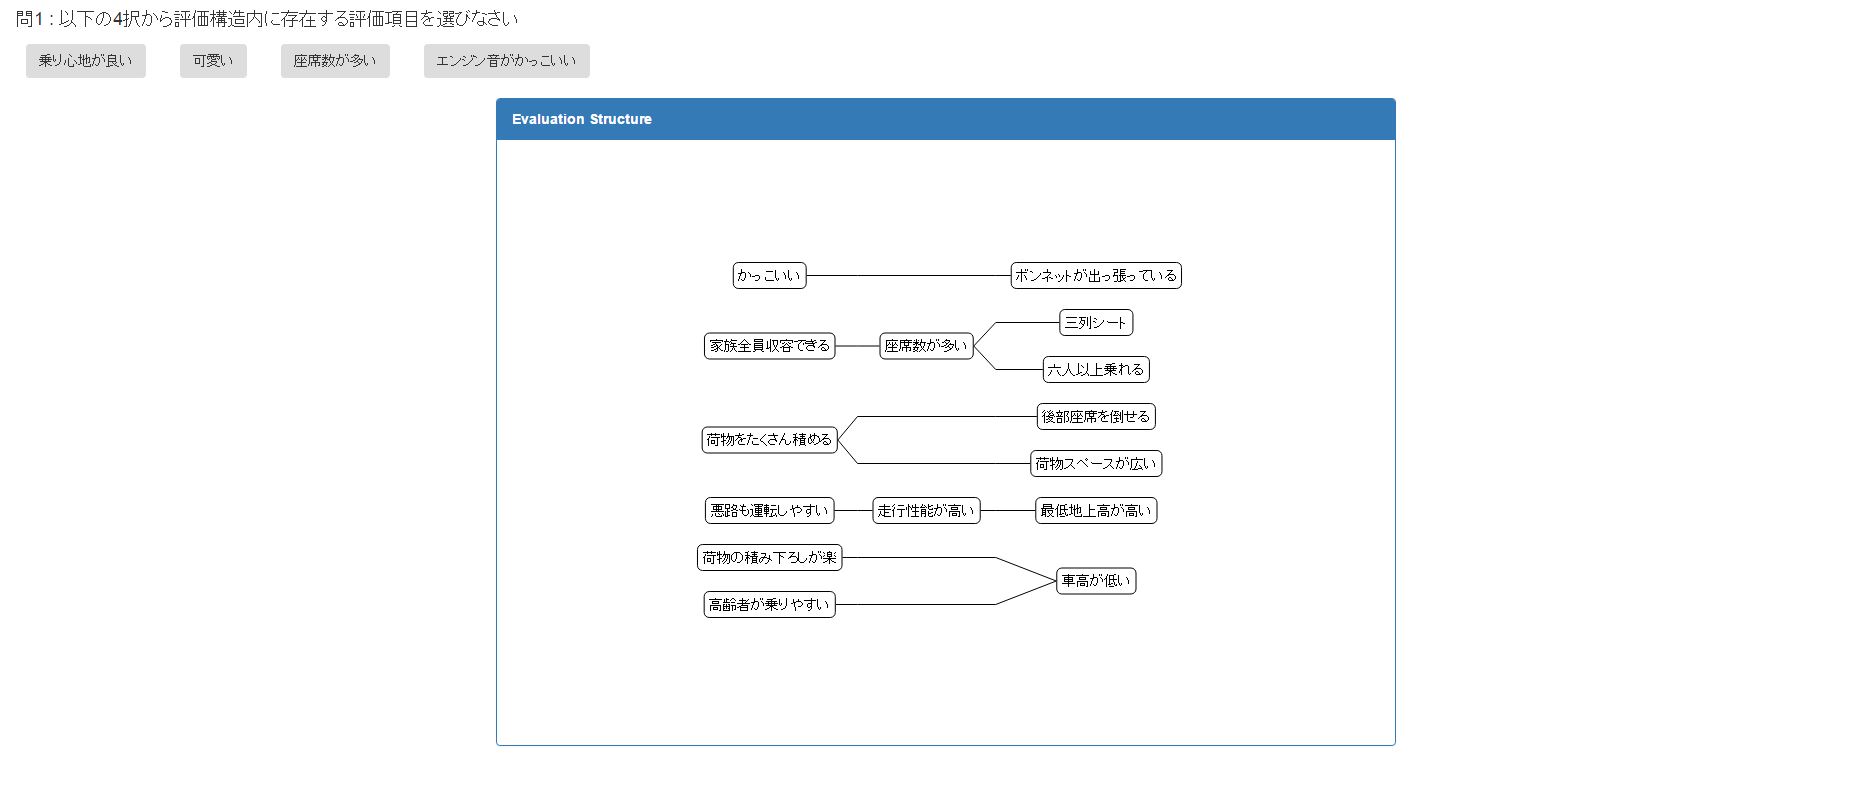 問1 : 以下の4択から評価構造内に存在する評価項目を選びなさい
乗り心地が良い 可愛い 座席数が多い エンジン音がかっこいい
Evaluation Structure
かっこいい ボンネットが出っ張っている
三列シート
家族全員収容できる 座席数が多い
六人以上乗れる
後部座席を倒せる
荷物をたくさん積める
荷物スペースが広い
悪路も運転しやすい 走行性能が高い 最低地上高が高い
荷物の積み下ろしが楽
車高が低い
高齢者が乗りやすい